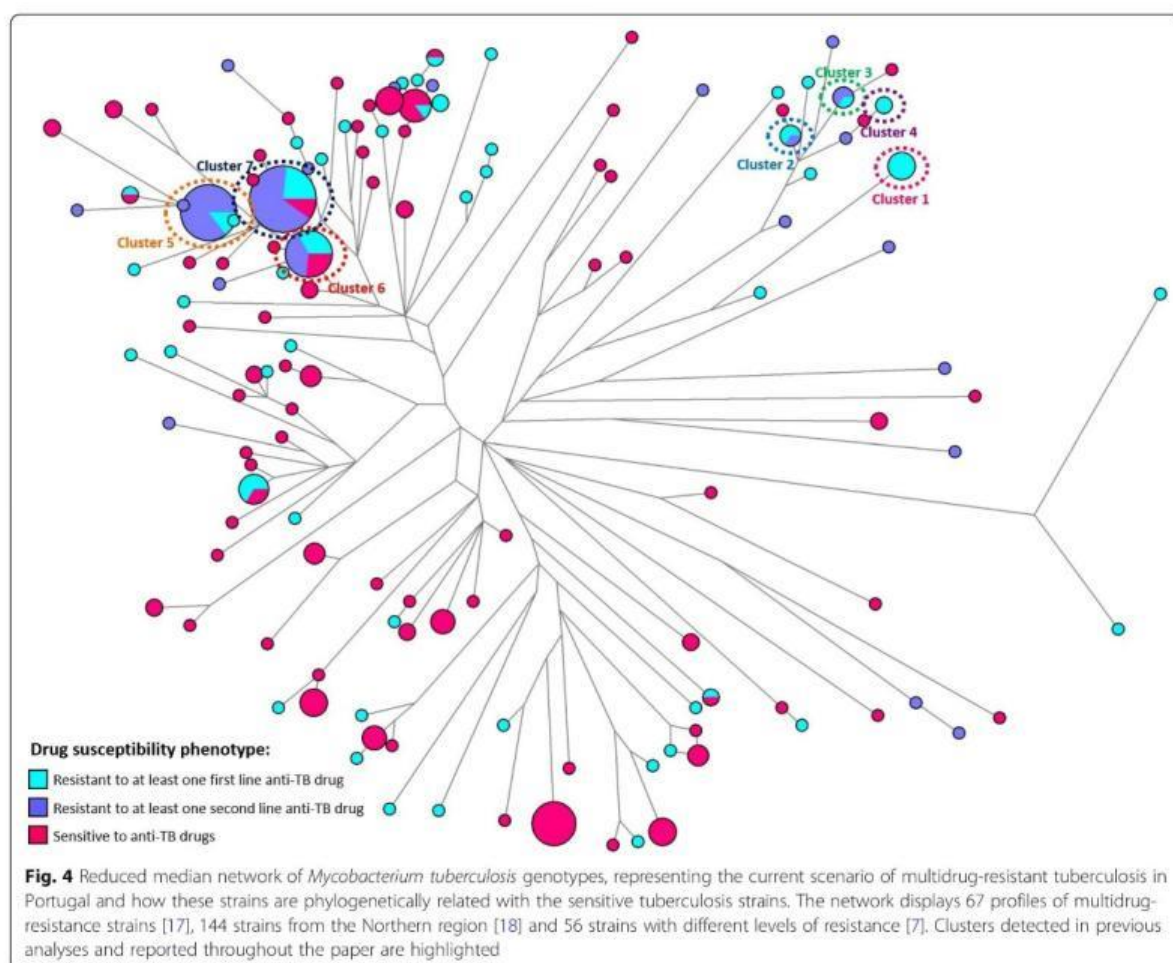 Cluster 3
Cluster 4
Cluster 2
Cluster 1
Cluster 7
Cluster 5
Cluster 6
Drug susceptibility phenotype:
Resistant to at least one first line anti-TB drug
Resistant to at least one second line anti-TB drug
Sensitive to anti-TB drugs
Fig. 4 Reduced median network of Mycobacterium tuberculosis genotypes, representing the current scenario of multidrug-resistant tuberculosis in
Portugal and how these strains are phylogenetically related with the sensitive tuberculosis strains. The network displays 67 profiles of multidrug-
resistance strains [17], 144 strains from the Northern region [18] and 56 strains with different levels of resistance [7]. Clusters detected in previous
analyses and reported throughout the paper are highlighted